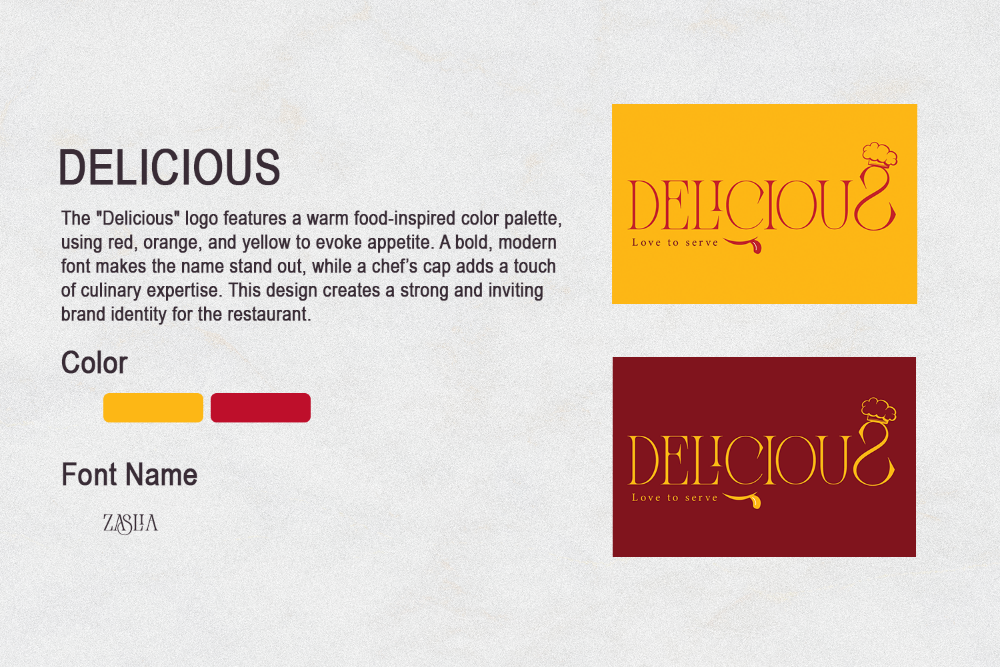 DELICIOUS
The "Delicious" logo features a warm food-inspired color palette,
using red, orange, and yellow to evoke appetite. A bold, modern
font makes the name stand out, while a chef’s cap adds a touch
of culinary expertise. This design creates a strong and inviting
brand identity for the restaurant.
Color
Font Name
ZASLIA
DELICIOUS
Love to serve
DELICIOUS
Love to serve